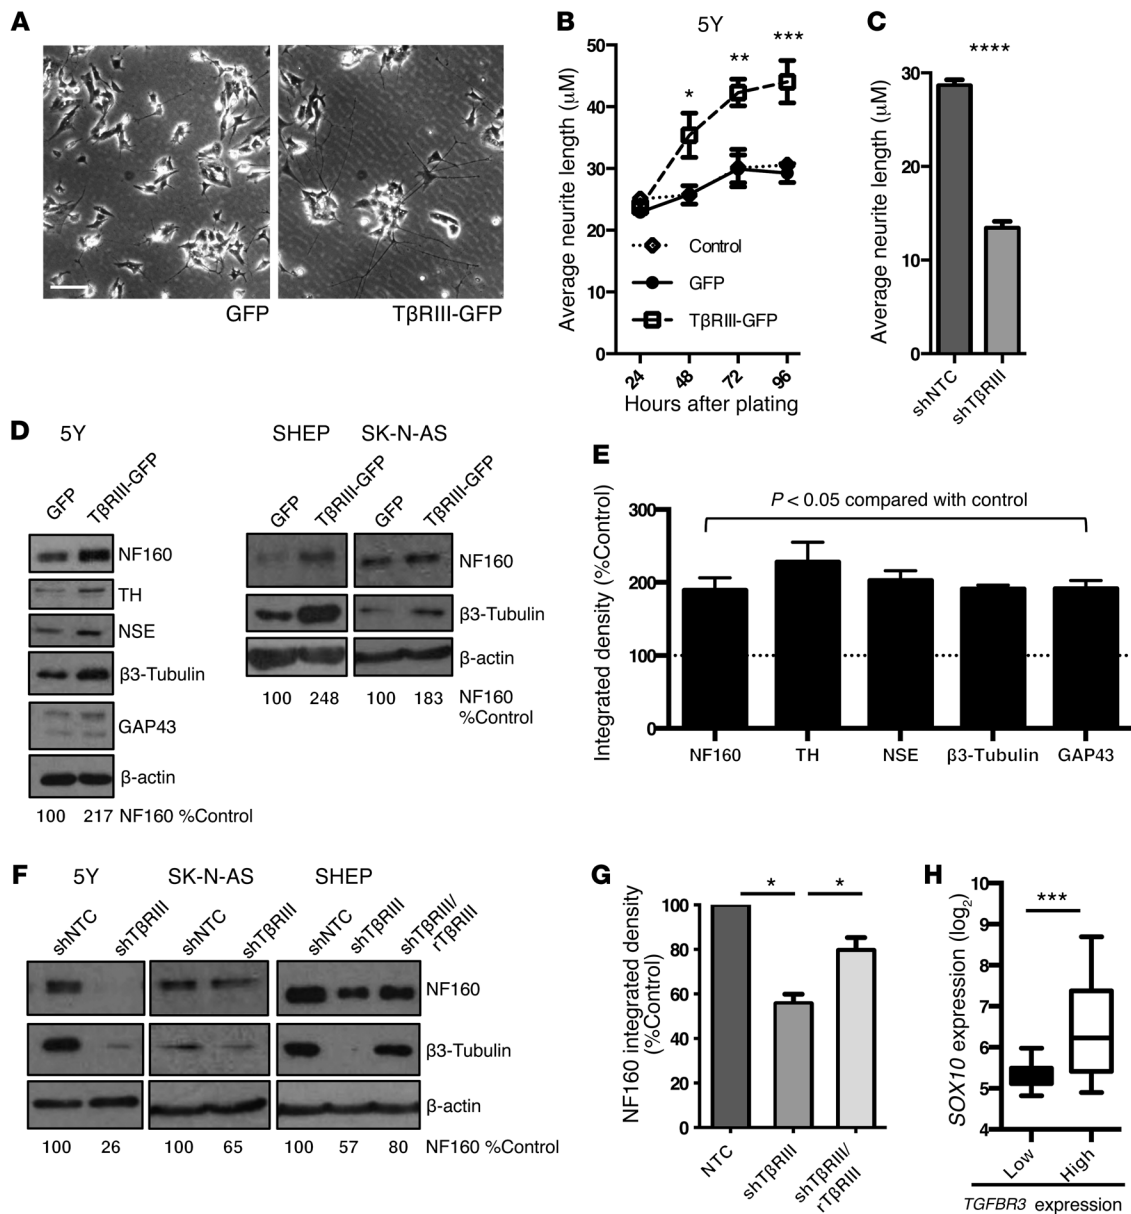 A
GFP
TβRIII-GFP
B
5Y
Average neurite length (μM)
50
40
30
20
10
0
*
**
***
Control
GFP
TβRIII-GFP
24
48
72
96
Hours after plating
C
Average neurite length (μM)
****
30
20
10
0
shNTC
shTβRIII
D
5Y
GFP
TβRIII-GFP
NF160
TH
NSE
β3-Tubulin
GAP43
β-actin
100 217 NF160 %Control
SHEP SK-N-AS
GFP
TβRIII-GFP
GFP
TβRIII-GFP
NF160
β3-Tubulin
β-actin
100 248 100 183 NF160
%Control
E
Integrated density (%Control)
P < 0.05 compared with control
300
200
100
0
NF160
TH
NSE
β3-Tubulin
GAP43
F
5Y SK-N-AS SHEP
shNTC
shTβRIII
shNTC
shTβRIII
shNTC
shTβRIII
shTβRIII/
rTβRIII
NF160
β3-Tubulin
β-actin
100 26 100 65 100 57 80 NF160 %Control
G
NF160 integrated density
(%Control)
* *
100
80
60
40
20
0
NTC
shTβRIII
shTβRIII/
rTβRIII
H
SOX10 expression (log2)
***
10
9
8
7
6
5
4
Low
High
TGFBR3 expression